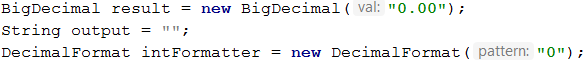 BigDecimal result = new BigDecimal( val: "0.00");
String output = "";
DecimalFormat intFormatter = new DecimalFormat( pattern: "0");